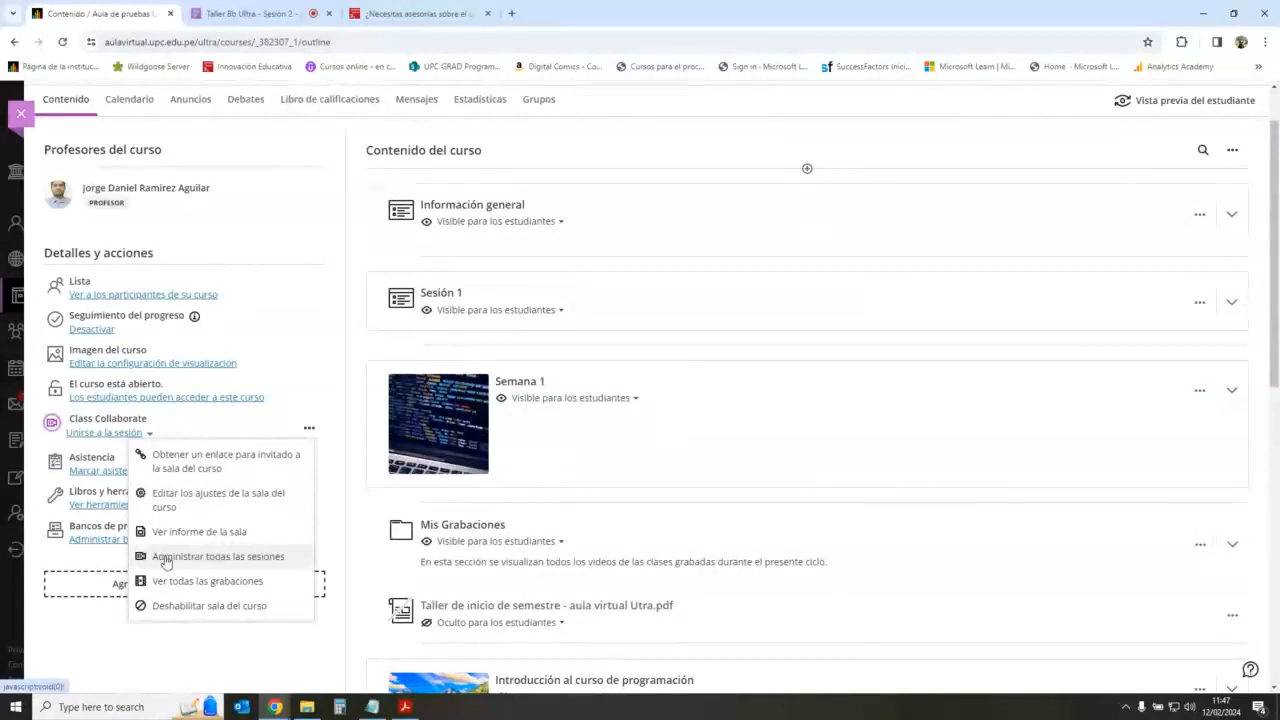 Contenido / Aula de pruebas U
Taller Bb Ultra - Sesión 2 -
¿Necesitas asesorías sobre el u
aulavirtual.upc.edu.pe/ultra/courses/_382307_1/outline
Página de la instituc...
Wildgoose Server
Innovación Educativa
Cursos online - en c...
UPC GRAD Program...
Digital Comics - Co...
Cursos para el proc...
Sign in - Microsoft L...
SuccessFactors Inici...
Microsoft Learn | Mi...
Home - Microsoft L...
Analytics Academy
Contenido
Calendario
Anuncios
Debates
Libro de calificaciones
Mensajes
Estadísticas
Grupos
Vista previa del estudiante
Profesores del curso
Jorge Daniel Ramirez Aguilar
PROFESOR
Detalles y acciones
Lista
Ver a los participantes de su curso
Seguimiento del progreso
Desactivar
Imagen del curso
Editar la configuración de visualización
El curso está abierto.
Los estudiantes pueden acceder a este curso
Class Collaborate
Unirse a la sesión
Asistencia
Marcar asiste
Libros y herra
Ver herramien
Bancos de pr
Administrar b
Agr
Obtener un enlace para invitado a
la sala del curso
Editar los ajustes de la sala del
curso
Ver informe de la sala
Administrar todas las sesiones
Ver todas las grabaciones
Deshabilitar sala del curso
Contenido del curso
Información general
Visible para los estudiantes
Sesión 1
Visible para los estudiantes
Semana 1
Visible para los estudiantes
Mis Grabaciones
Visible para los estudiantes
En esta sección se visualizan todos los videos de las clases grabadas durante el presente ciclo.
Taller de inicio de semestre - aula virtual Utra.pdf
Oculto para los estudiantes
Introducción al curso de programación
javascript:void(0);
Type here to search
11:47
12/02/2024